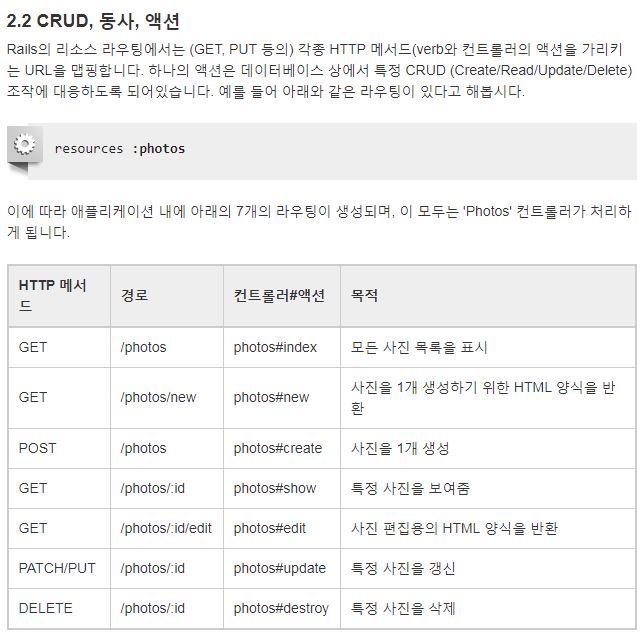 2.2 CRUD, 동사, 액션
Rails의 리소스 라우팅에서는 (GET, PUT 등의) 각종 HTTP 메서드(verb와 컨트롤러의 액션을 가리키
는 URL을 맵핑합니다. 하나의 액션은 데이터베이스 상에서 특정 CRUD (Create/Read/Update/Delete)
조작에 대응하도록 되어있습니다. 예를 들어 아래와 같은 라우팅이 있다고 해봅시다.
resources :photos
이에 따라 애플리케이션 내에 아래의 7개의 라우팅이 생성되며, 이 모두는 'Photos' 컨트롤러가 처리하
게 됩니다.
HTTP 메서
드 경로 컨트롤러#액션 목적
GET /photos photos#index 모든 사진 목록을 표시
GET /photos/new photos#new 사진을 1개 생성하기 위한 HTML 양식을 반
환
POST /photos photos#create 사진을 1개 생성
GET /photos/:id photos#show 특정 사진을 보여줌
GET /photos/:id/edit photos#edit 사진 편집용의 HTML 양식을 반환
PATCH/PUT /photos/:id photos#update 특정 사진을 갱신
DELETE /photos/:id photos#destroy 특정 사진을 삭제